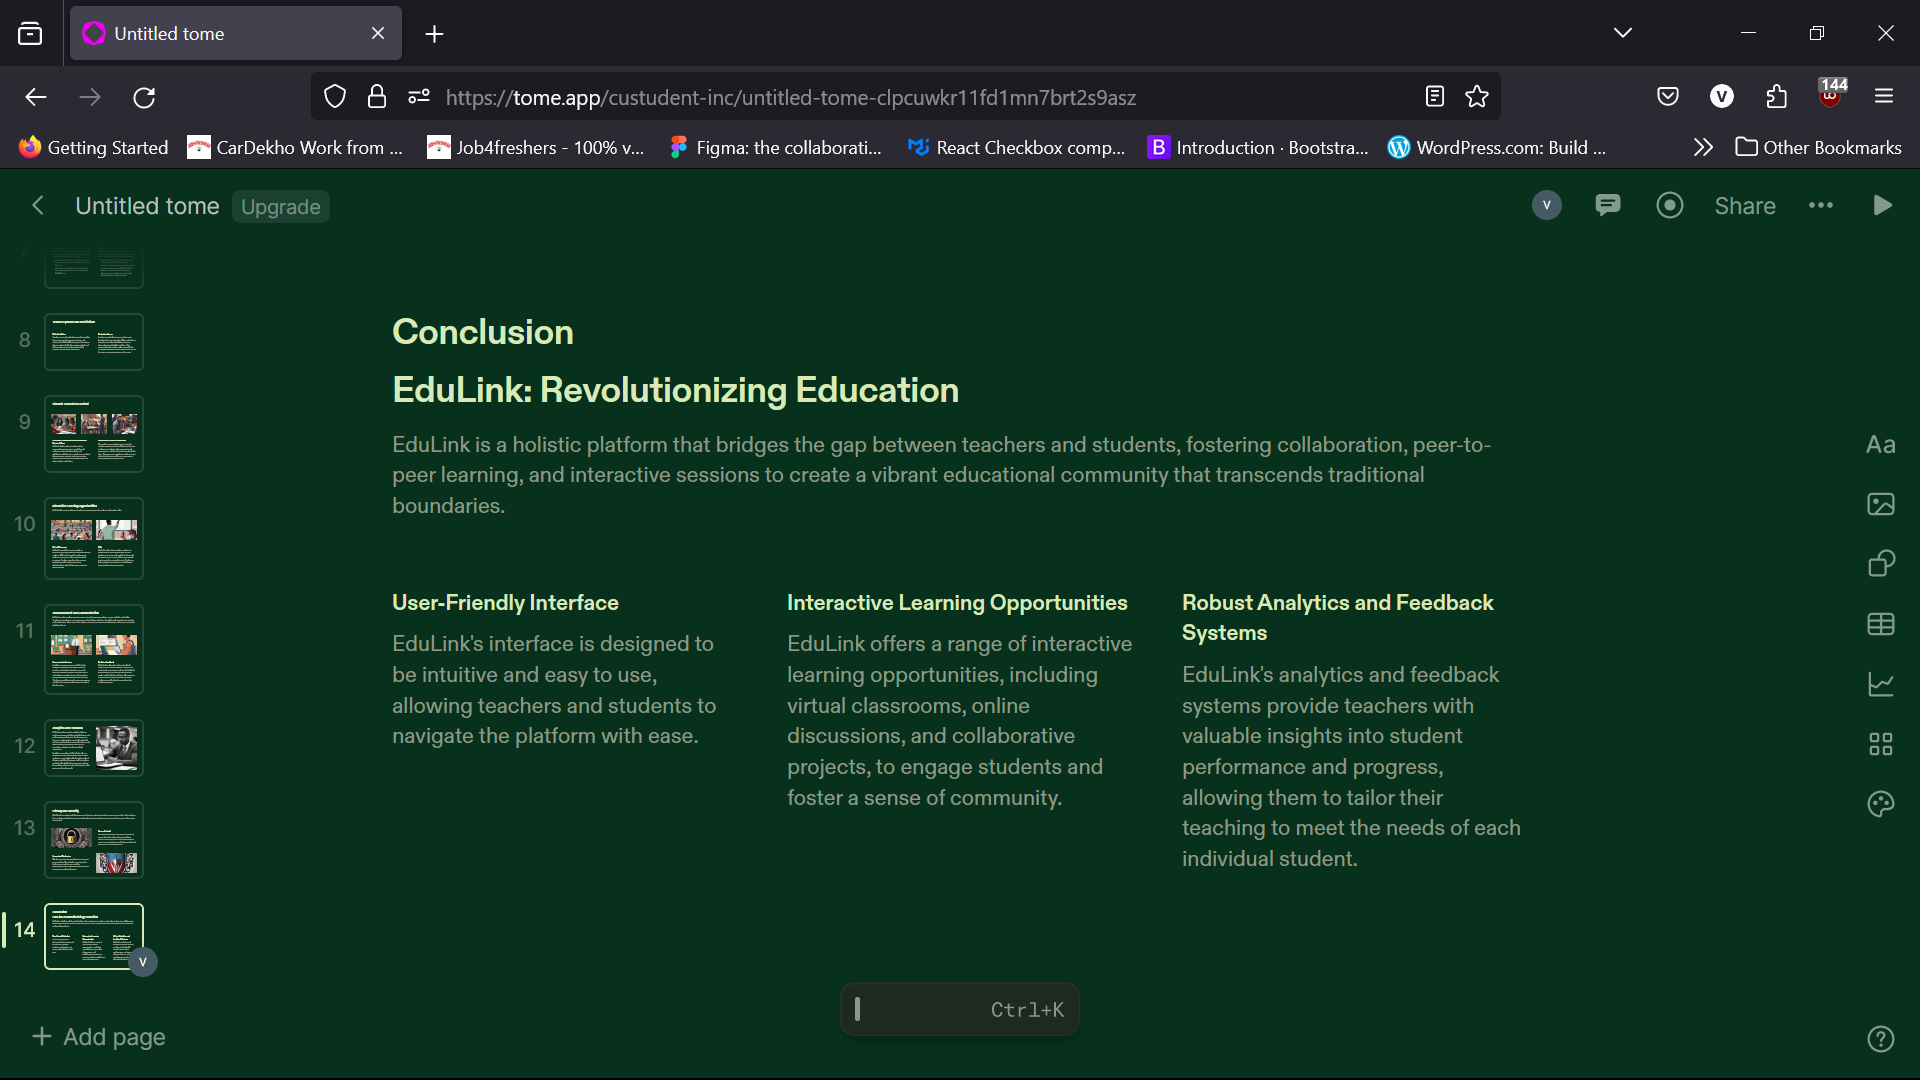 Untitled tome
https://tome.app/custudent-inc/untitled-tome-clpcuwkr11fd1mn7brt2s9asz
144
V
Getting Started
CarDekho Work from ...
Job4freshers - 100% v...
Figma: the collaborati...
React Checkbox comp...
B
Introduction · Bootstra...
WordPress.com: Build ...
Other Bookmarks
Untitled tome
Upgrade
V
Share
8
9
10
11
12
13
14
V
Conclusion
EduLink: Revolutionizing Education
EduLink is a holistic platform that bridges the gap between teachers and students, fostering collaboration, peer-to-
peer learning, and interactive sessions to create a vibrant educational community that transcends traditional
boundaries.
User-Friendly Interface
EduLink's interface is designed to
be intuitive and easy to use,
allowing teachers and students to
navigate the platform with ease.
Interactive Learning Opportunities
EduLink offers a range of interactive
learning opportunities, including
virtual classrooms, online
discussions, and collaborative
projects, to engage students and
foster a sense of community.
Robust Analytics and Feedback
Systems
EduLink's analytics and feedback
systems provide teachers with
valuable insights into student
performance and progress,
allowing them to tailor their
teaching to meet the needs of each
individual student.
Aa
Ctrl+K
+ Add page
?